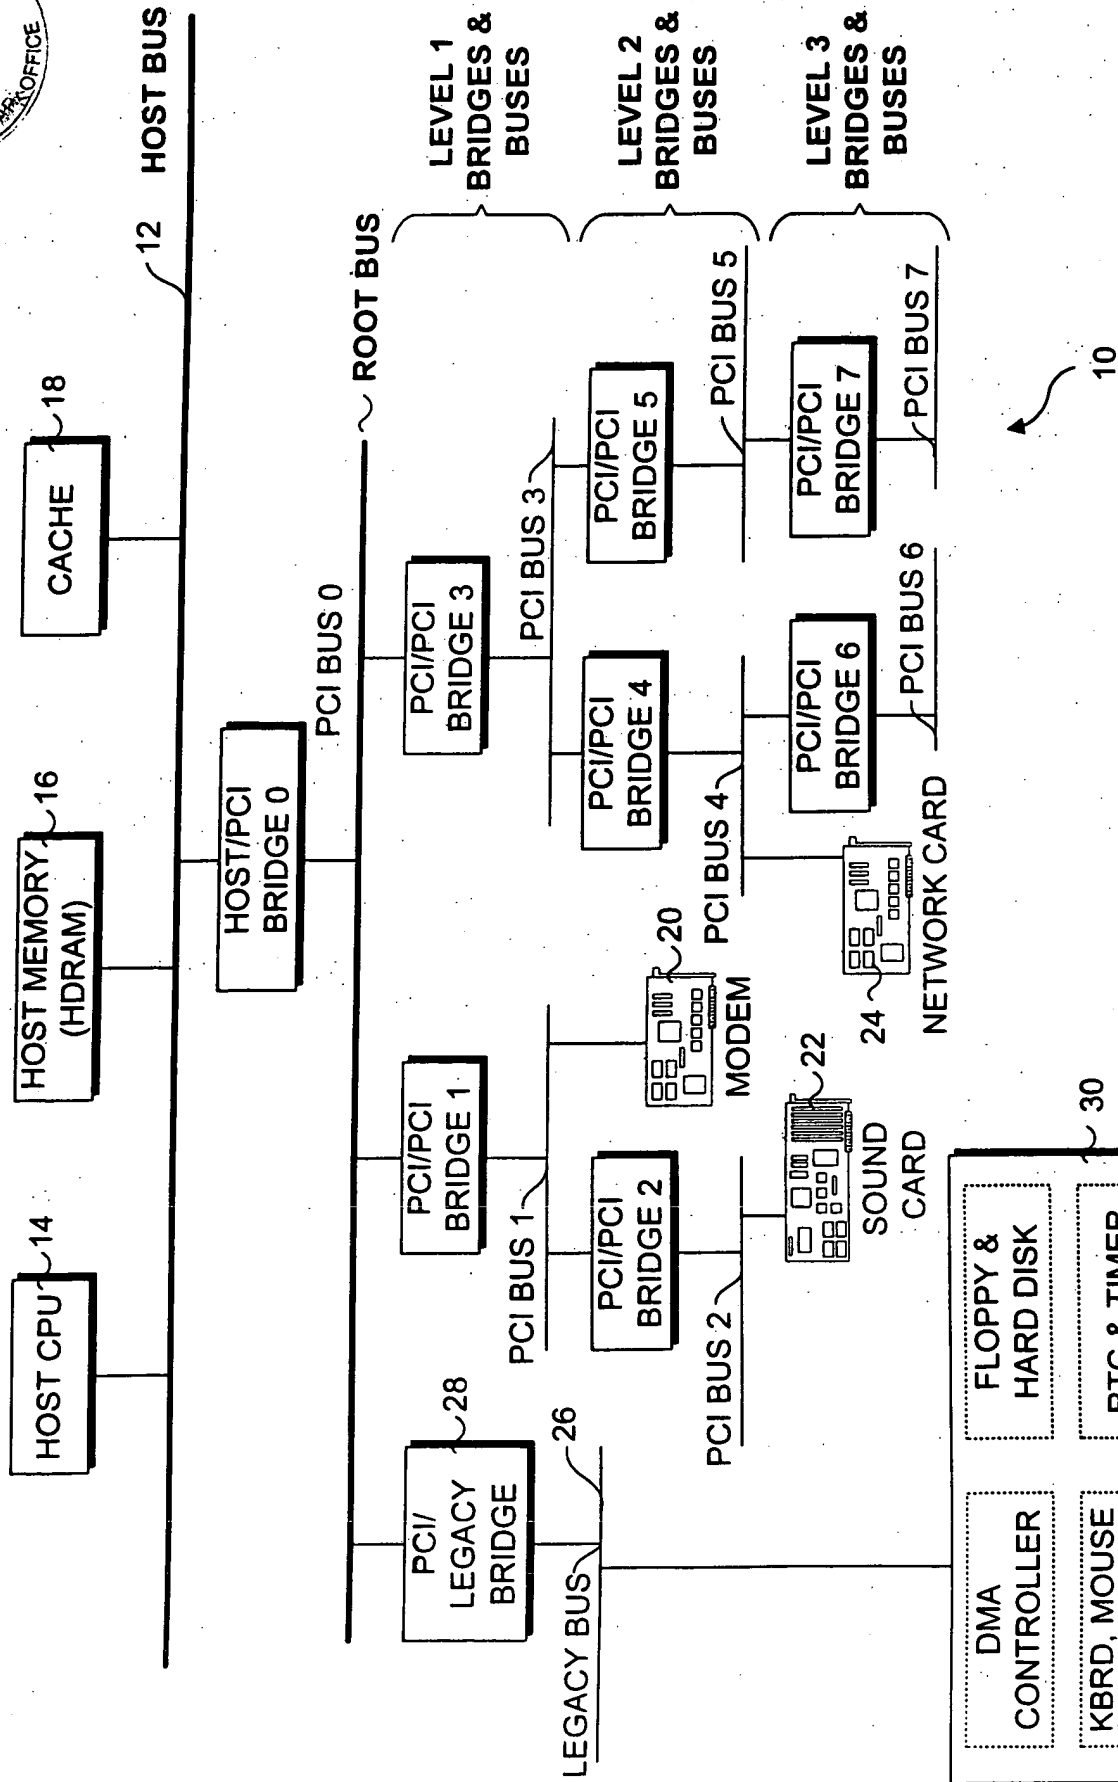 OFFICE
HOST CPU
14
HOST MEMORY
(HDRAM)
16
CACHE
18
12
HOST BUS
HOST/PCI
BRIDGE 0
PCI BUS 0
ROOT BUS
PCI/
LEGACY
BRIDGE
28
PCI/PCI
BRIDGE 1
PCI/PCI
BRIDGE 3
LEVEL 1
BRIDGES &
BUSES
LEGACY BUS
26
PCI BUS 1
PCI BUS 3
PCI/PCI
BRIDGE 2
20
MODEM
PCI/PCI
BRIDGE 4
PCI/PCI
BRIDGE 5
LEVEL 2
BRIDGES &
BUSES
PCI BUS 2
PCI BUS 4
PCI BUS 5
22
SOUND
CARD
24
NETWORK CARD
PCI/PCI
BRIDGE 6
PCI/PCI
BRIDGE 7
LEVEL 3
BRIDGES &
BUSES
PCI BUS 6
PCI BUS 7
DMA
CONTROLLER
FLOPPY &
HARD DISK
30
KBRD, MOUSE
RTC & TIMER
10